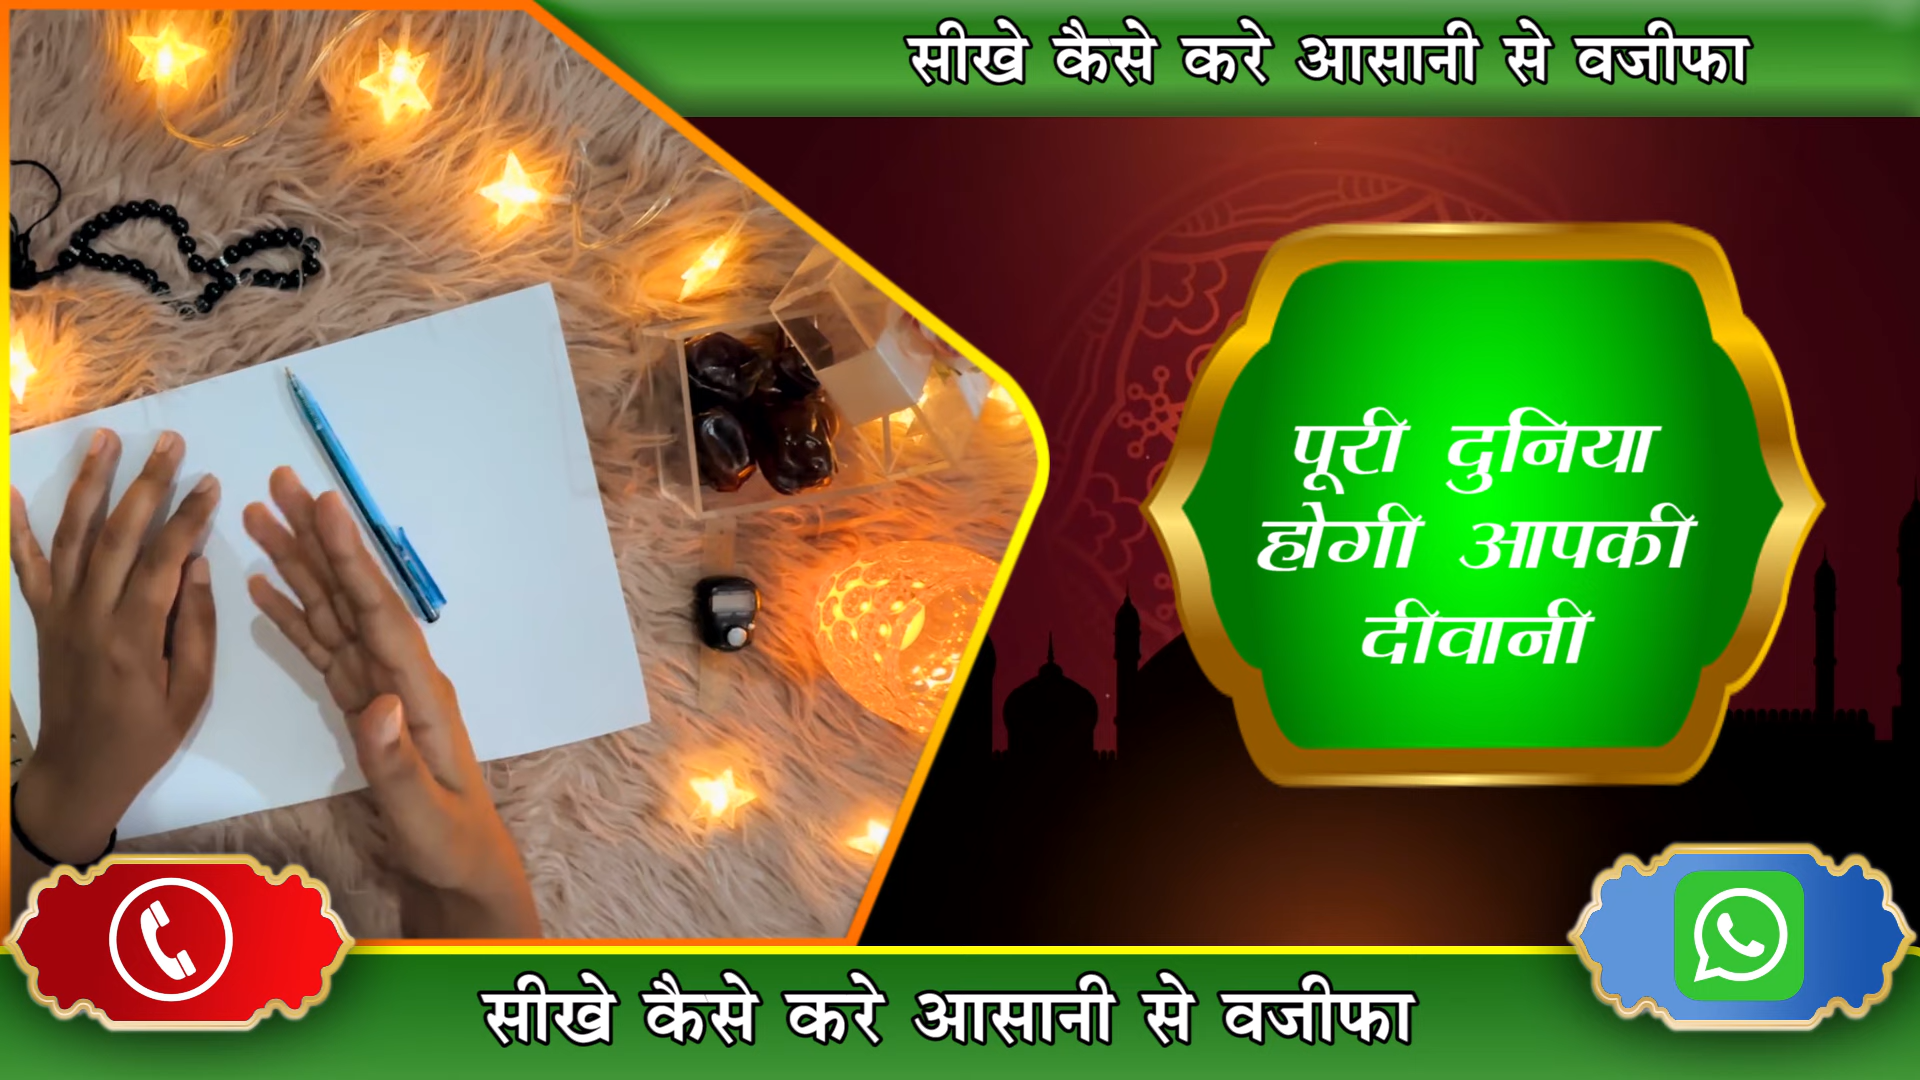 सीखे कैसे करे आसानी से वजीफा
पूरी दुनिया
होगी आपकी
दीवानी
सीखे कैसे करे आसानी से वजीफा